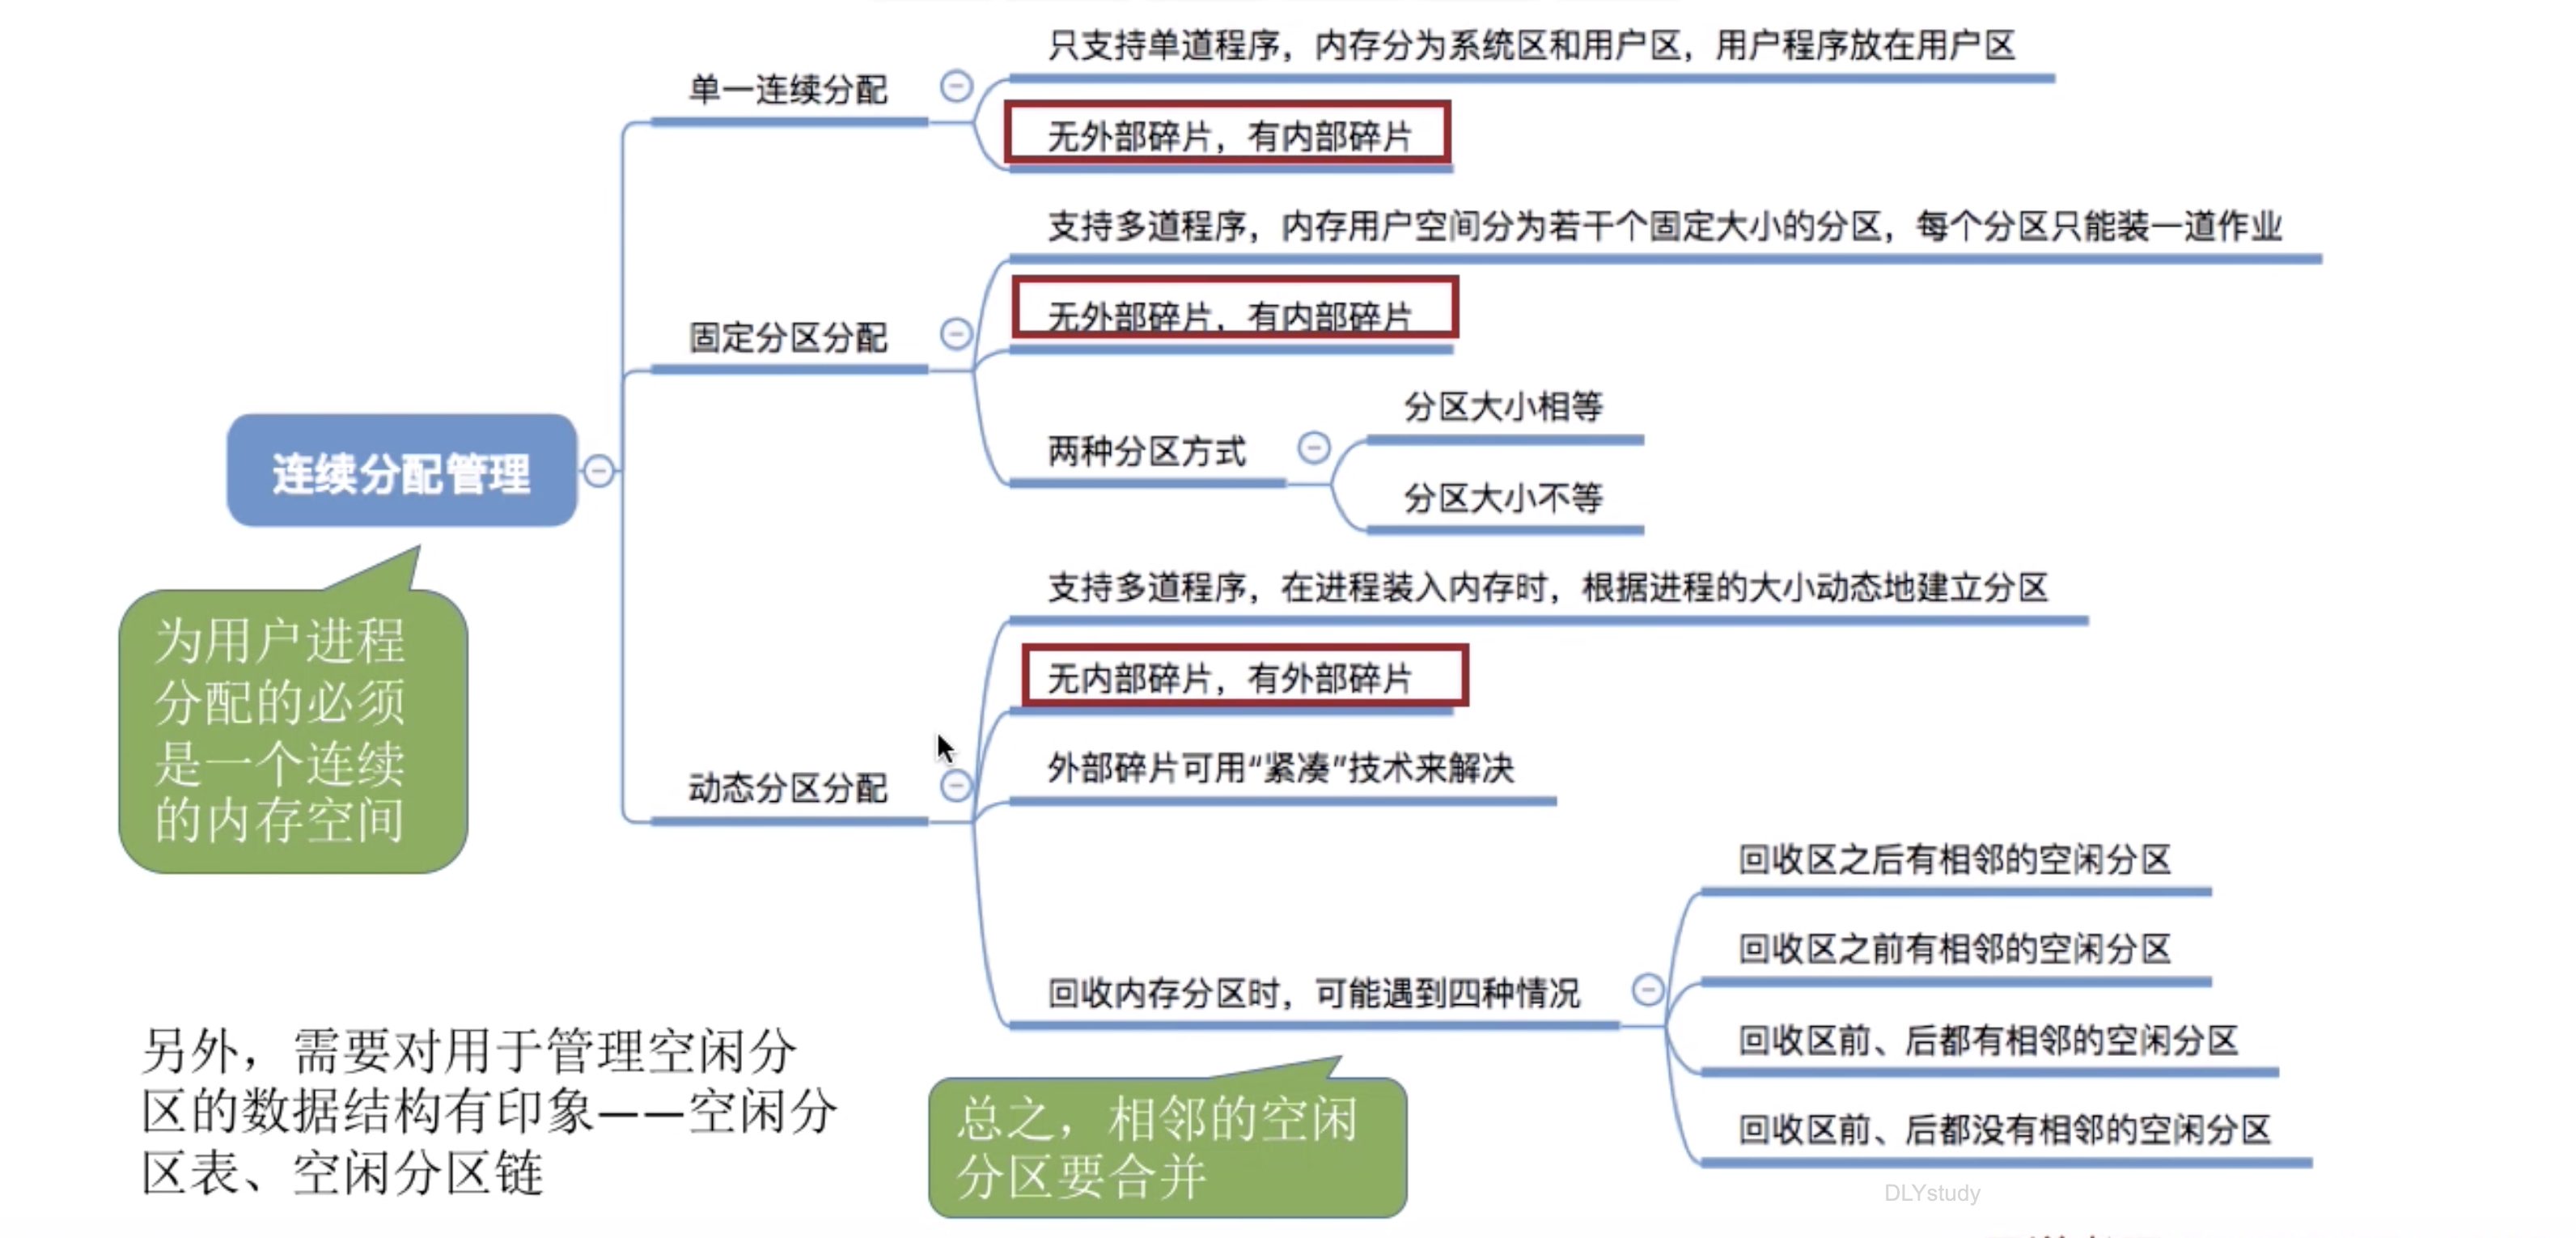 只支持单道程序，内存分为系统区和用户区，用户程序放在用户区
单一连续分配
无外部碎片，有内部碎片
支持多道程序，内存用户空间分为若干个固定大小的分区，每个分区只能装一道作业
无外部碎片，有内部碎片
固定分区分配
分区大小相等
两种分区方式
分区大小不等
连续分配管理
为用户进程
分配的必须
是一个连续
的内存空间
支持多道程序，在进程装入内存时，根据进程的大小动态地建立分区
无内部碎片，有外部碎片
外部碎片可用“紧凑”技术来解决
动态分区分配
回收区之后有相邻的空闲分区
回收区之前有相邻的空闲分区
回收内存分区时，可能遇到四种情况
回收区前、后都有相邻的空闲分区
回收区前、后都没有相邻的空闲分区
总之，相邻的空闲
分区要合并
另外，需要对用于管理空闲分
区的数据结构有印象——空闲分
区表、空闲分区链
DLYstudy